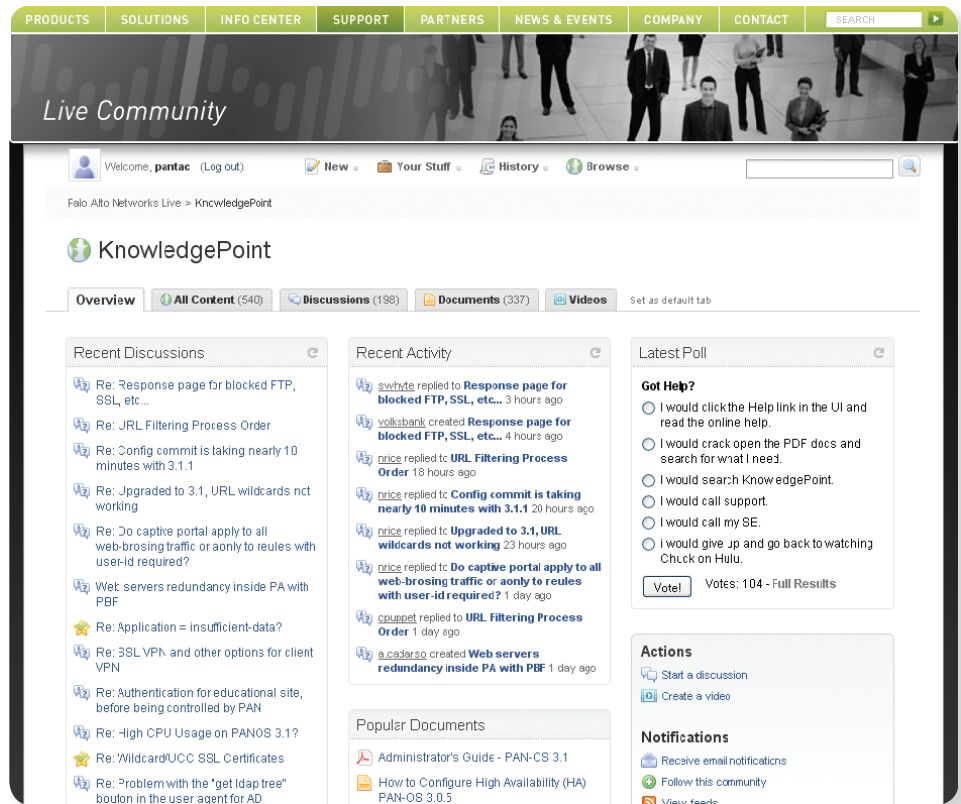 PRODUCTS SOLUTIONS INFO CENTER SUPPORT PARTNERS NEWS & EVENTS COMPANY CONTACT SEARCH
Live Community
Welcome, pantac (Log out) New Your Stuff History Browse
Palo Alto Networks Live > KnowledgePoint
KnowledgePoint
Overview All Content (540) Discussions (198) Documents (337) Videos Set as default tab
Recent Discussions
Re: Response page for blocked FTP,
SSL, etc...
Re: URL Filtering Process Order
Re: Config commit is taking nearly 10
minutes with 3.1.1
Re: Upgraded to 3.1, URL wildcards not
working
Re: Do captive portal apply to all
web-brosing traffic or aonly to reules with
user-id required?
Web servers redundancy inside PA with
PBF
Re: Application = insufficient-data?
Re: SSL VPN and other options for client
VPN
Re: Authentication for educational site,
before being controlled by PAN
Re: High CPU Usage on PANOS 3.1?
Re: Wildcard/UCC SSL Certificates
Re: Problem with the "get ldap tree"
bouton in the user agent for AD
Recent Activity
swhyte replied to Response page for
blocked FTP, SSL, etc... 3 hours ago
volksbank created Response page for
blocked FTP, SSL, etc... 4 hours ago
nrice replied to URL Filtering Process
Order 18 hours ago
nrice replied to Config commit is taking
nearly 10 minutes with 3.1.1 20 hours ago
nrice replied to Upgraded to 3.1, URL
wildcards not working 23 hours ago
nrice replied to Do captive portal apply to all
web-brosing traffic or aonly to reules
with user-id required? 1 day ago
cpuppet replied to URL Filtering Process
Order 1 day ago
a.cadarso created Web servers
redundancy inside PA with PBF 1 day ago
Popular Documents
Administrator's Guide - PAN-OS 3.1
How to Configure High Availability (HA)
PAN-OS 3.0.5
Latest Poll
Got Help?
I would click the Help link in the UI and
read the online help.
I would crack open the PDF docs and
search for what I need.
I would search KnowledgePoint.
I would call support.
I would call my SE.
i would give up and go back to watching
Chuck on Hulu.
Vote! Votes: 104 - Full Results
Actions
Start a discussion
Create a video
Notifications
Receive email notifications
Follow this community
View feeds